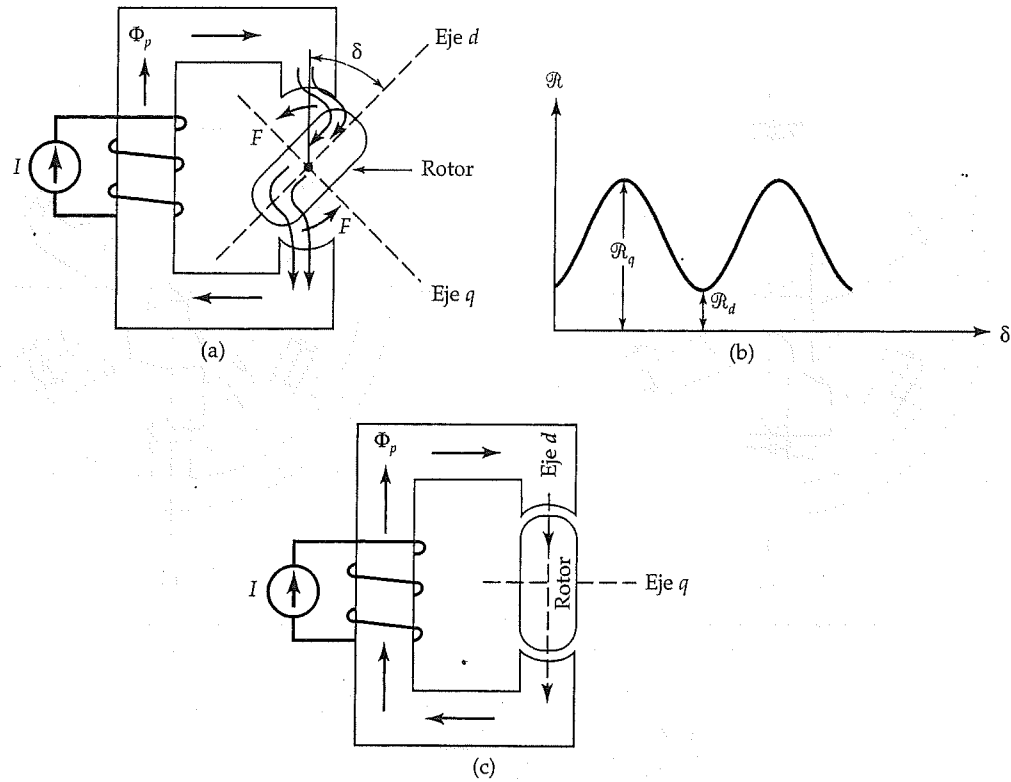 Φp
δ
Eje d
F
I
Rotor
F
Eje q
(a)
ℛ
ℛq
ℛd
δ
(b)
Φp
Eje d
I
Rotor
Eje q
(c)